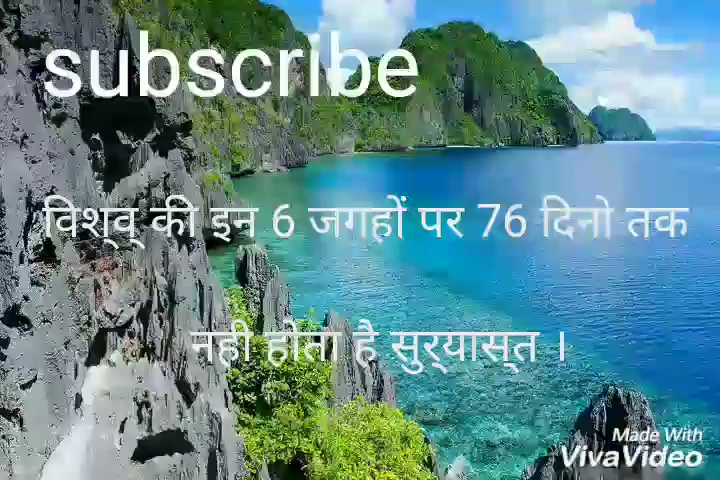 subscribe
विश्व् की इन 6 जगहों पर 76 दिनो तक
नही होता है सुर्यास्त ।
Made With
VivaVideo